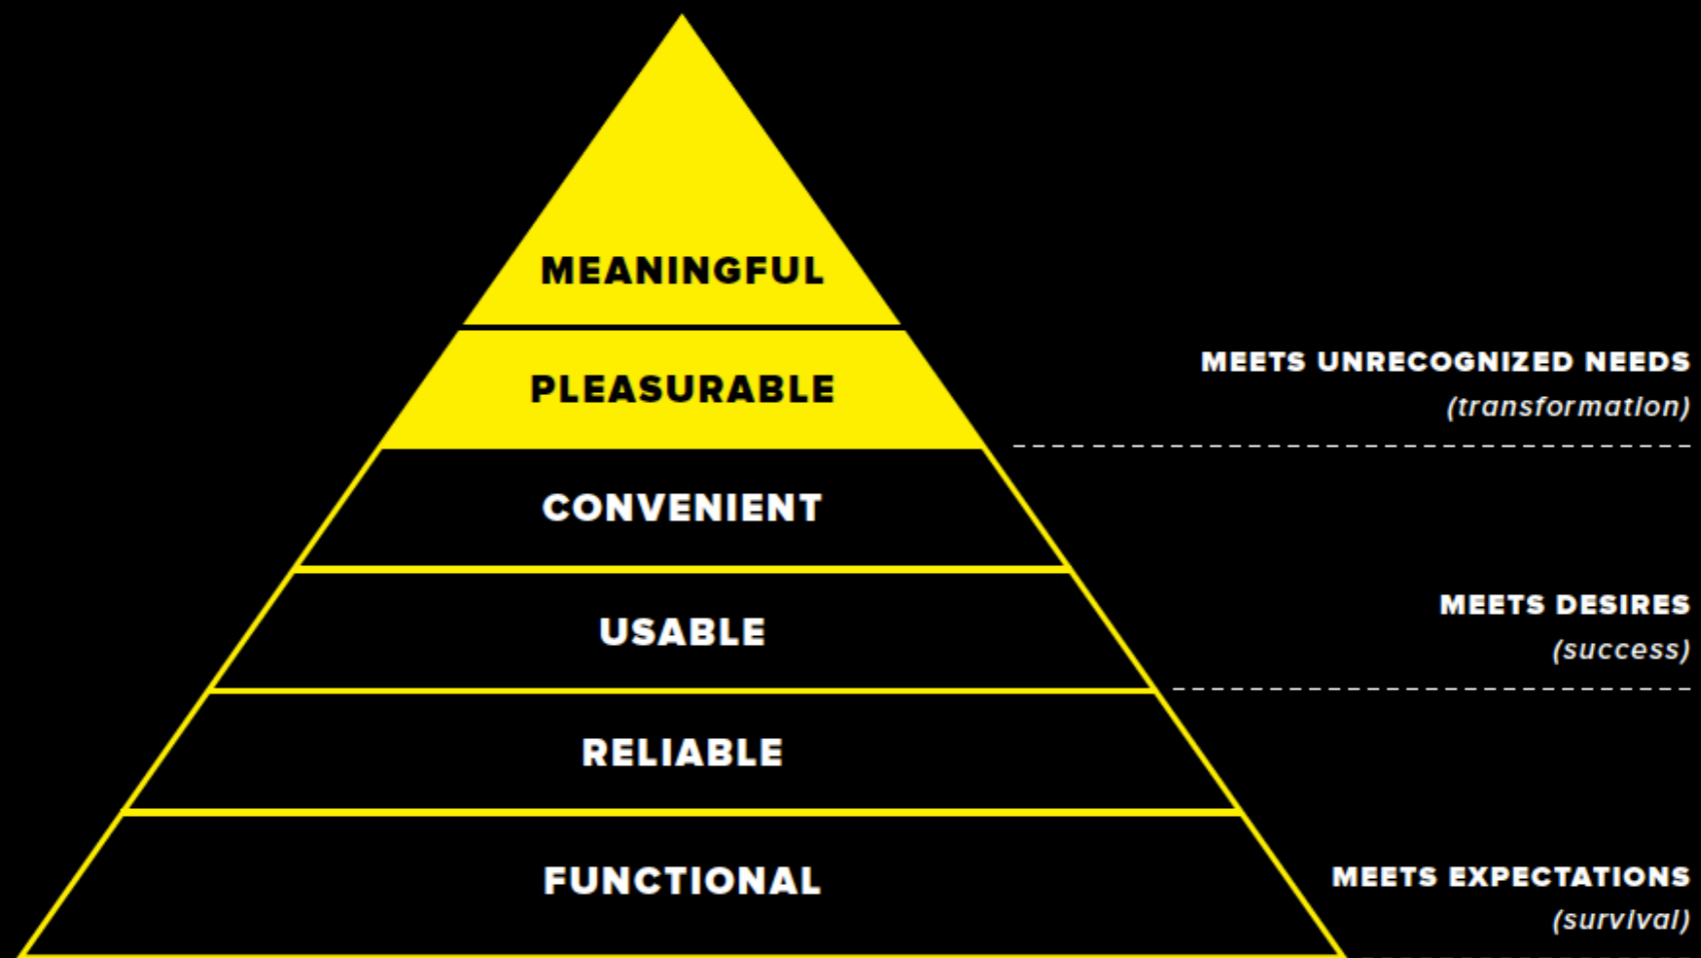 MEANINGFUL
PLEASURABLE
MEETS UNRECOGNIZED NEEDS
(transformation)
CONVENIENT
USABLE
MEETS DESIRES
(success)
RELIABLE
FUNCTIONAL
MEETS EXPECTATIONS
(survival)